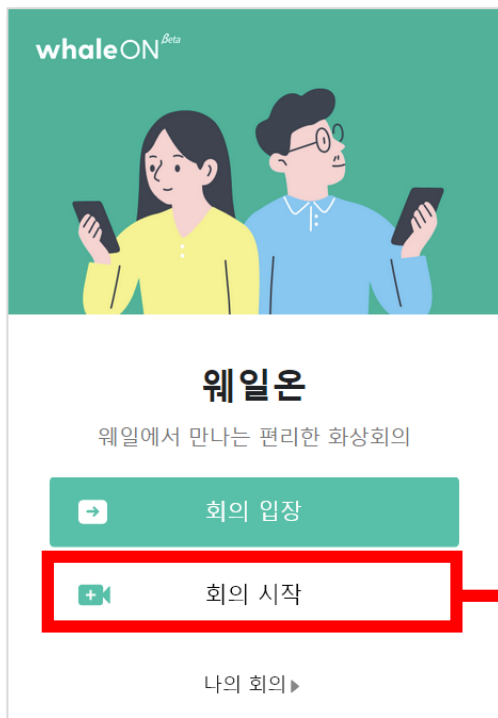 whaleON Beta
웨일온
웨일에서 만나는 편리한 화상회의
회의 입장
회의 시작
나의 회의▶